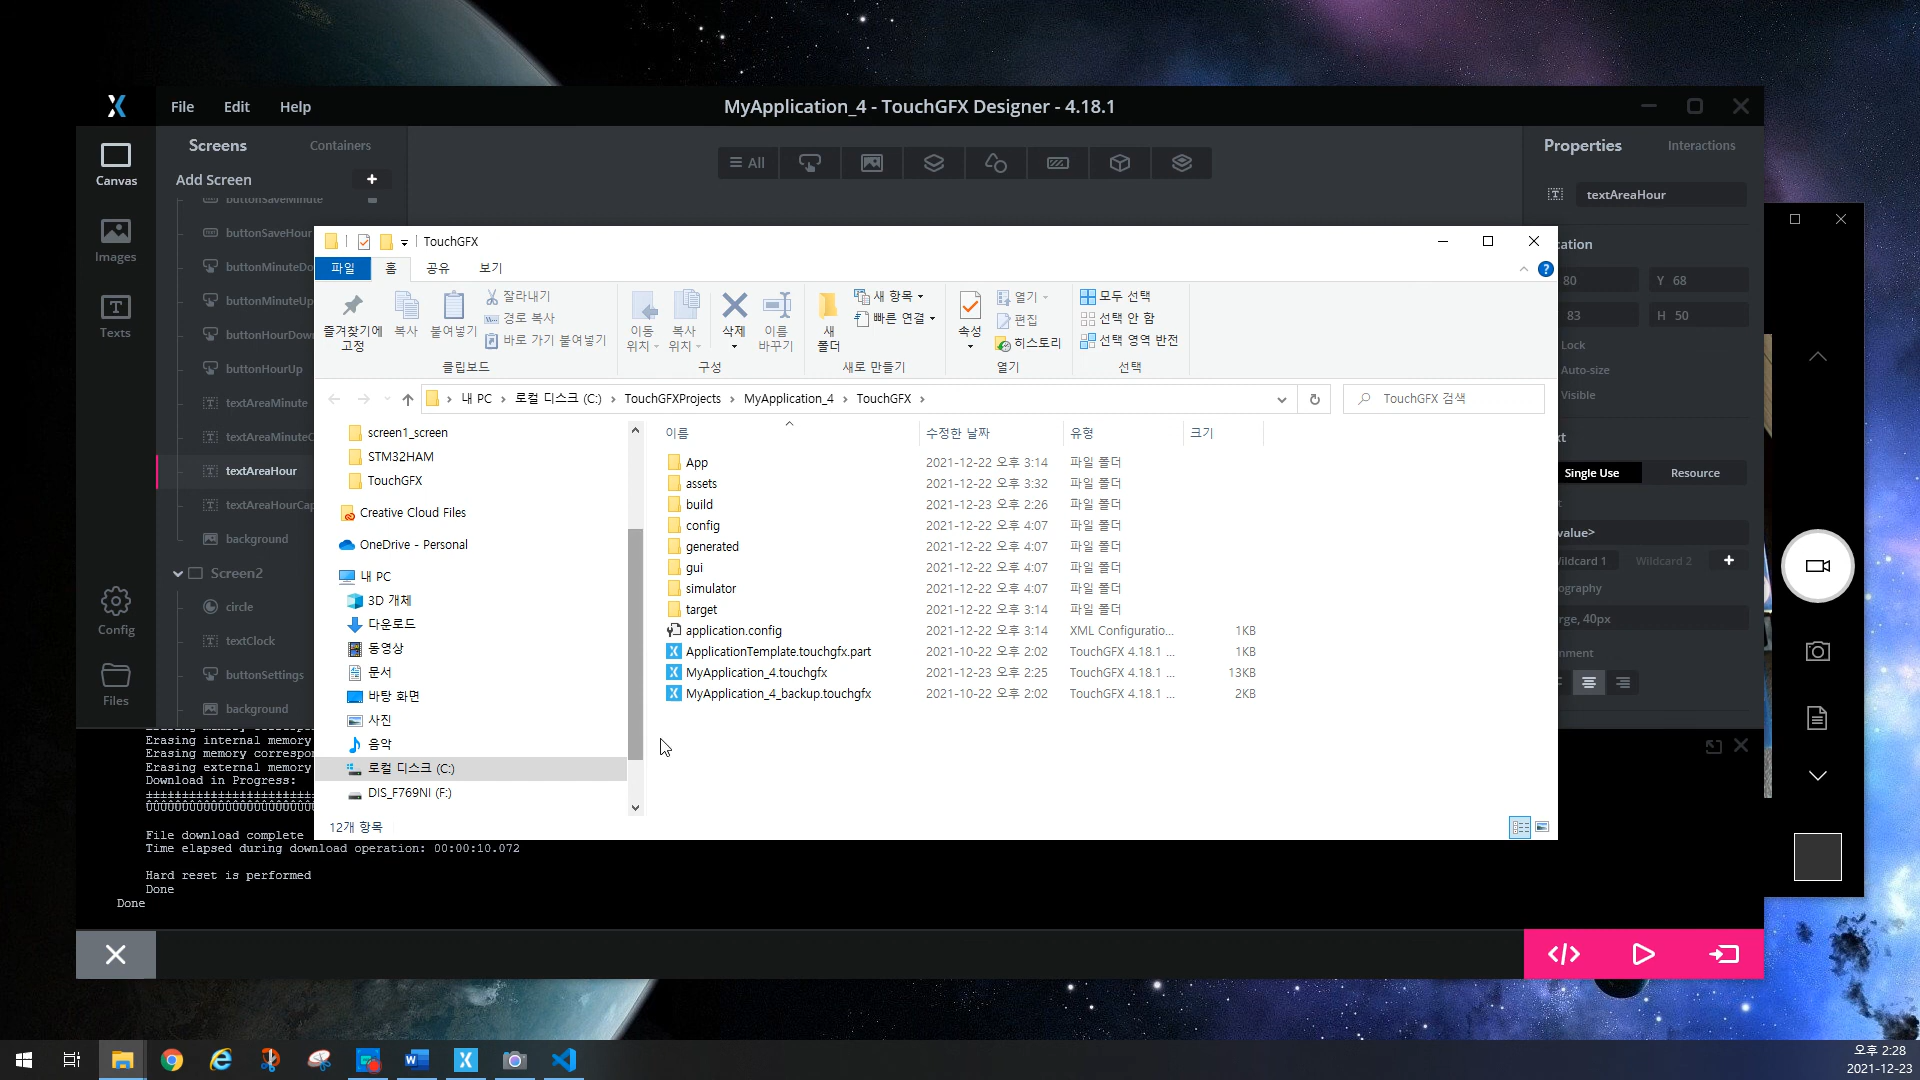 File Edit Help
MyApplication_4 - TouchGFX Designer - 4.18.1
Canvas
Images
Texts
Config
Files
Screens Containers
Add Screen +
buttonSaveMinute
buttonSaveHour
buttonMinuteDo
buttonMinuteUp
buttonHourDown
buttonHourUp
textAreaMinute
textAreaMinuteC
textAreaHour
textAreaHourCap
background
Screen2
circle
textClock
buttonSettings
background
All
Properties Interactions
textAreaHour
cation
80 Y 68
83 H 50
Lock
Auto-size
Visible
xt
Single Use Resource
value>
Wildcard 1 Wildcard 2 +
ography
rge, 40px
nment
TouchGFX
파일 홈 공유 보기
즐겨찾기에 고정
복사
붙여넣기
잘라내기
경로 복사
바로 가기 붙여넣기
클립보드
이동 위치
복사 위치
삭제
이름 바꾸기
구성
새 폴더
새 항목
빠른 연결
새로 만들기
속성
열기
편집
히스토리
열기
모두 선택
선택 안 함
선택 영역 반전
선택
내 PC › 로컬 디스크 (C:) › TouchGFXProjects › MyApplication_4 › TouchGFX ›
TouchGFX 검색
screen1_screen
STM32HAM
TouchGFX
Creative Cloud Files
OneDrive - Personal
내 PC
3D 개체
다운로드
동영상
문서
바탕 화면
사진
음악
로컬 디스크 (C:)
DIS_F769NI (F:)
이름 수정한 날짜 유형 크기
App 2021-12-22 오후 3:14 파일 폴더
assets 2021-12-22 오후 3:32 파일 폴더
build 2021-12-23 오후 2:26 파일 폴더
config 2021-12-22 오후 4:07 파일 폴더
generated 2021-12-22 오후 4:07 파일 폴더
gui 2021-12-22 오후 4:07 파일 폴더
simulator 2021-12-22 오후 4:07 파일 폴더
target 2021-12-22 오후 3:14 파일 폴더
application.config 2021-12-22 오후 3:14 XML Configuratio... 1KB
ApplicationTemplate.touchgfx.part 2021-10-22 오후 2:02 TouchGFX 4.18.1 ... 1KB
MyApplication_4.touchgfx 2021-12-23 오후 2:25 TouchGFX 4.18.1 ... 13KB
MyApplication_4_backup.touchgfx 2021-10-22 오후 2:02 TouchGFX 4.18.1 ... 2KB
12개 항목
Erasing memory correspo
Erasing internal memory
Erasing memory correspon
Erasing external memory
Download in Progress:
File download complete
Time elapsed during download operation: 00:00:10.072
Hard reset is performed
Done
Done
오후 2:28
2021-12-23